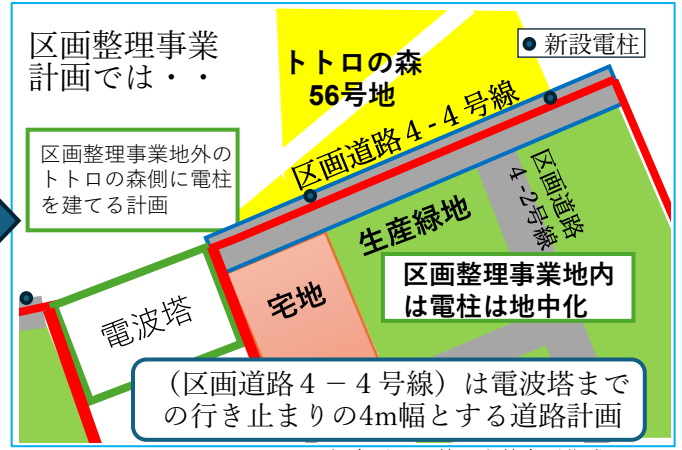 区画整理事業
計画では・・
トトロの森
56号地
新設電柱
区画整理事業地外の
トトロの森側に電柱
を建てる計画
区画道路4-4号線
区画道路
4-2号線
生産緑地
区画整理事業地内
は電柱は地中化
宅地
電波塔
（区画道路４－４号線）は電波塔まで
の行き止まりの4m幅とする道路計画